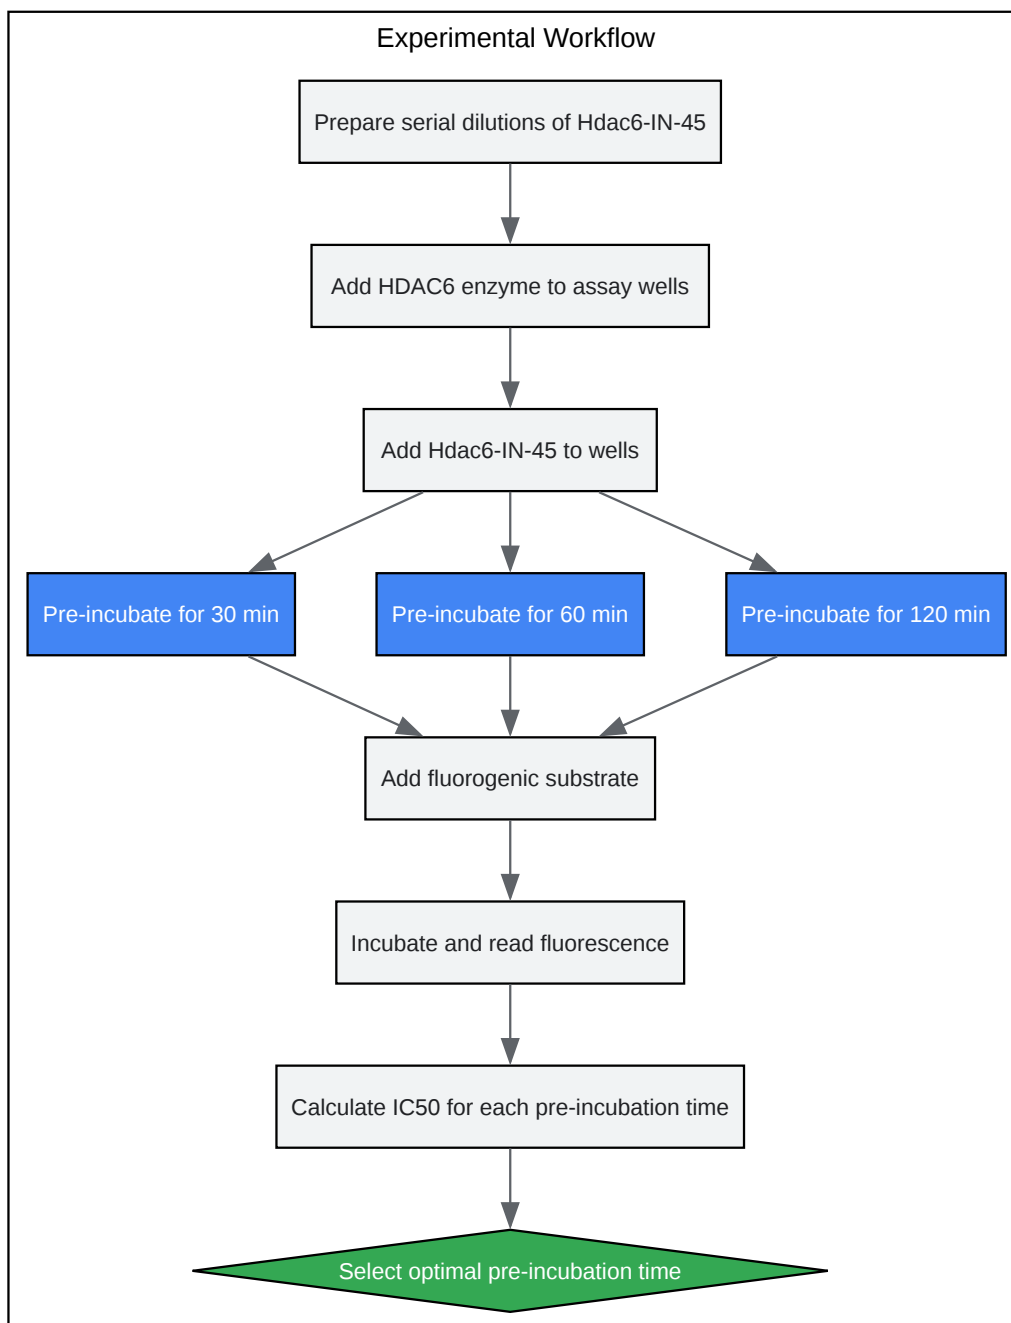 Experimental Workflow
Prepare serial dilutions of Hdac6-IN-45
Add HDAC6 enzyme to assay wells
Add Hdac6-IN-45 to wells
Pre-incubate for 30 min
Pre-incubate for 60 min
Pre-incubate for 120 min
Add fluorogenic substrate
Incubate and read fluorescence
Calculate IC50 for each pre-incubation time
Select optimal pre-incubation time